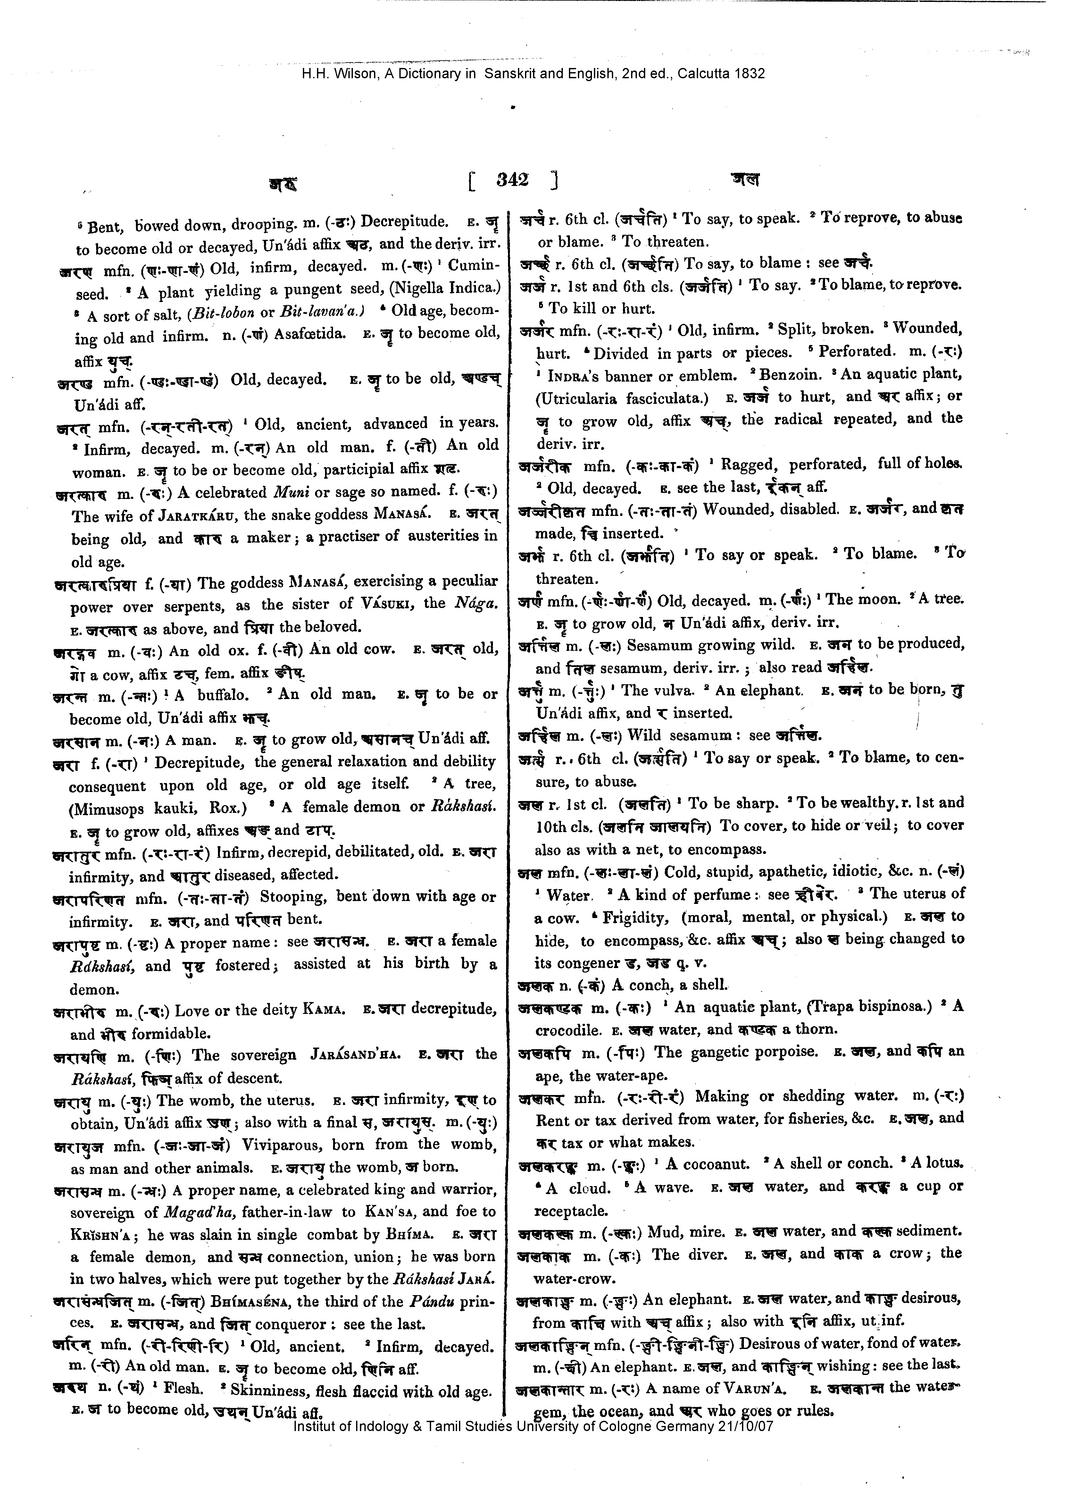 H.H. Wilson, A Dictionary in Sanskrit and English, 2nd ed., Calcutta 1832
जरु
[ 342 ]
जल
⁵ Bent, bowed down, drooping. m. (-ठः) Decrepitude. E. जॄ
to become old or decayed, Un'ádi affix अठ, and the deriv. irr.
जरण mfn. (णः-णा-णं) Old, infirm, decayed. m. (-णः) ¹ Cumin-
seed. ² A plant yielding a pungent seed, (Nigella Indica.)
³ A sort of salt, (Bit-lobon or Bit-lavan'a.) ⁴ Old age, becom-
ing old and infirm. n. (-णं) Asafœtida. E. जॄ to become old,
affix युच्.
जरण्ड mfn. (-ण्डः-ण्डा-ण्डं) Old, decayed. E. जॄ to be old, अण्डच्
Un'ádi aff.
जरत् mfn. (-रन्-रती-रत्) ¹ Old, ancient, advanced in years.
² Infirm, decayed. m. (-रन्) An old man. f. (-ती) An old
woman. E. जॄ to be or become old, participial affix शतृ.
जरत्कारु m. (-रुः) A celebrated Muni or sage so named. f. (-रुः)
The wife of JARATKÁRU, the snake goddess MANASÁ. E. जरत्
being old, and कारु a maker; a practiser of austerities in
old age.
जरत्कारुप्रिया f. (-या) The goddess MANASÁ, exercising a peculiar
power over serpents, as the sister of VÁSUKI, the Nága.
E. जरत्कारु as above, and प्रिया the beloved.
जरद्गव m. (-वः) An old ox. f. (-वी) An old cow. E. जरत् old,
गो a cow, affix टच्, fem. affix ङीष्.
जरन्त m. (-न्तः) ¹ A buffalo. ² An old man. E. जॄ to be or
become old, Un'ádi affix झच्.
जरसान m. (-नः) A man. E. जॄ to grow old, असानच् Un'ádi aff.
जरा f. (-रा) ¹ Decrepitude, the general relaxation and debility
consequent upon old age, or old age itself. ² A tree,
(Mimusops kauki, Rox.) ³ A female demon or Rákshasí.
E. जॄ to grow old, affixes अङ् and टाप्.
जरातुर mfn. (-रः-रा-रं) Infirm, decrepid, debilitated, old. E. जरा
infirmity, and आतुर diseased, affected.
जरापरिणत mfn. (-तः-ता-तं) Stooping, bent down with age or
infirmity. E. जरा, and परिणत bent.
जरापुष्ट m. (-ष्टः) A proper name: see जरासन्ध. E. जरा a female
Rákshasí, and पुष्ट fostered; assisted at his birth by a
demon.
जराभीरु m. (-रुः) Love or the deity KAMA. E. जरा decrepitude,
and भीरु formidable.
जरायणि m. (-णिः) The sovereign JARÁSAND'HA. E. जरा the
Rákshasí, फिञ् affix of descent.
जरायु m. (-युः) The womb, the uterus. E. जरा infirmity, इण् to
obtain, Un'ádi affix उण्; also with a final स, जरायुस्. m. (-युः)
जरायुज mfn. (-जः-जा-जं) Viviparous, born from the womb,
as man and other animals. E. जरायु the womb, ज born.
जरासन्ध m. (-न्धः) A proper name, a celebrated king and warrior,
sovereign of Magad'ha, father-in-law to KAN'SA, and foe to
KRĬSHN'A; he was slain in single combat by BHÍMA. E. जरा
a female demon, and सन्ध connection, union; he was born
in two halves, which were put together by the Rákshasí JARÁ.
जरासंन्धजित् m. (-जित्) BHÍMASÉNA, the third of the Pándu prin-
ces. E. जरासन्ध, and जित् conqueror: see the last.
जरिन् mfn. (-री-रिणी-रि) ¹ Old, ancient. ² Infirm, decayed.
m. (-री) An old man. E. जॄ to become old, णिनि aff.
जरूथ n. (-थं) ¹ Flesh. ² Skinniness, flesh flaccid with old age.
E. जॄ to become old, ऊथन् Un'ádi aff.
जर्च r. 6th cl. (जर्चति) ¹ To say, to speak. ² To reprove, to abuse
or blame. ³ To threaten.
जर्च्छ r. 6th cl. (जर्च्छति) To say, to blame: see जर्च.
जर्ज r. 1st and 6th cls. (जर्जति) ¹ To say. ² To blame, to reprove.
⁵ To kill or hurt.
जर्जर mfn. (-रः-रा-रं) ¹ Old, infirm. ² Split, broken. ³ Wounded,
hurt. ⁴ Divided in parts or pieces. ⁵ Perforated. m. (-रः)
¹ INDRA'S banner or emblem. ² Benzoin. ³ An aquatic plant,
(Utricularia fasciculata.) E. जर्ज to hurt, and अर affix; or
जॄ to grow old, affix अच्, the radical repeated, and the
deriv. irr.
जर्जरीक mfn. (-कः-का-कं) ¹ Ragged, perforated, full of holes.
² Old, decayed. E. see the last, ईकन् aff.
जर्ज्जरीकृत mfn. (-तः-ता-तं) Wounded, disabled. E. जर्जर, and कृत
made, च्वि inserted.
जर्झ r. 6th cl. (जर्झति) ¹ To say or speak. ² To blame. ³ To
threaten.
जर्ण mfn. (-र्णः-र्णा-र्णं) Old, decayed. m. (-र्णः) ¹ The moon. ² A tree.
E. जॄ to grow old, न Un'ádi affix, deriv. irr.
जर्त्तिल m. (-लः) Sesamum growing wild. E. जन to be produced,
and तिल sesamum, deriv. irr.; also read जर्त्तिल.
जर्त्तु m. (-र्त्तुः) ¹ The vulva. ² An elephant. E. जन to be born, तु
Un'ádi affix, and र inserted.
जर्त्तिल m. (-लः) Wild sesamum: see जर्त्तिल.
जर्त्स r. 6th cl. (जर्त्सति) ¹ To say or speak. ² To blame, to cen-
sure, to abuse.
जल r. 1st cl. (जलति) ¹ To be sharp. ² To be wealthy. r. 1st and
10th cls. (जलति जालयति) To cover, to hide or veil; to cover
also as with a net, to encompass.
जल mfn. (-लः-ला-लं) Cold, stupid, apathetic, idiotic, &c. n. (-लं)
¹ Water. ² A kind of perfume: see ह्रीवेर. ³ The uterus of
a cow. ⁴ Frigidity, (moral, mental, or physical.) E. जल to
hide, to encompass, &c. affix अच्; also ल being changed to
its congener ड, जड q. v.
जलक n. (-कं) A conch, a shell.
जलकण्टक m. (-कः) ¹ An aquatic plant, (Trapa bispinosa.) ² A
crocodile. E. जल water, and कण्टक a thorn.
जलकपि m. (-पिः) The gangetic porpoise. E. जल, and कपि an
ape, the water-ape.
जलकर mfn. (-रः-री-रं) Making or shedding water. m. (-रः)
Rent or tax derived from water, for fisheries, &c. E. जल, and
कर tax or what makes.
जलकरङ्क m. (-ङ्कः) ¹ A cocoanut. ² A shell or conch. ³ A lotus.
⁴ A cloud. ⁵ A wave. E. जल water, and करङ्क a cup or
receptacle.
जलकल्क m. (-ल्कः) Mud, mire. E. जल water, and कल्क sediment.
जलकाक m. (-कः) The diver. E. जल, and काक a crow; the
water-crow.
जलकाङ्क्ष m. (-ङ्क्षः) An elephant. E. जल water, and काङ्क्ष desirous,
from काक्षि with अच् affix; also with इनि affix, ut inf.
जलकाङ्क्षिन् mfn. (-ङ्क्षी-ङ्क्षिनी-ङ्क्षि) Desirous of water, fond of water.
m. (-क्षी) An elephant. E. जल, and काङ्क्षिन् wishing: see the last.
जलकान्तार m. (-रः) A name of VARUN'A. E. जलकान्त the water-
gem, the ocean, and अर who goes or rules.
Institut of Indology & Tamil Studies University of Cologne Germany 21/10/07